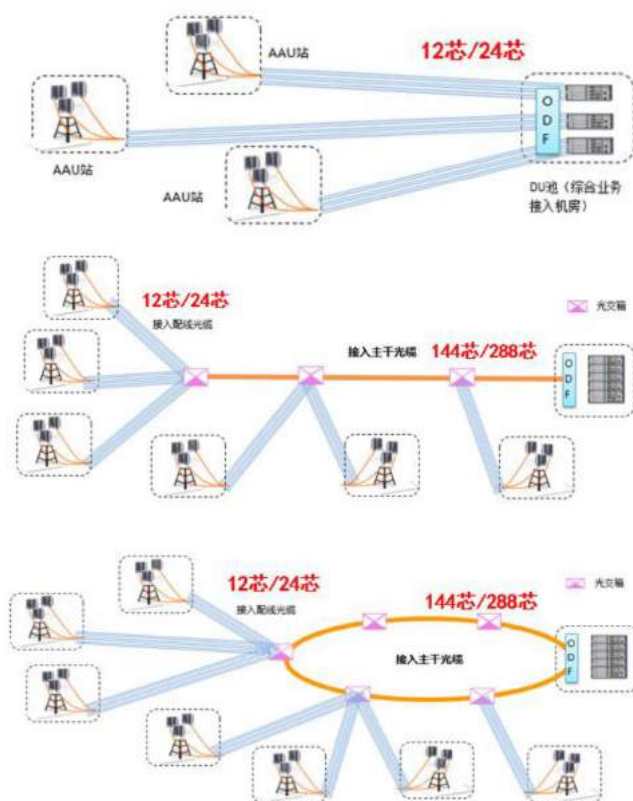 AAU站
12芯/24芯
AAU站
AAU站
ODF
DU池（综合业务
接入机房）
12芯/24芯
接入配线光缆
光交箱
接入主干光缆
144芯/288芯
ODF
12芯/24芯
接入配线光缆
144芯/288芯
光交箱
接入主干光缆
ODF